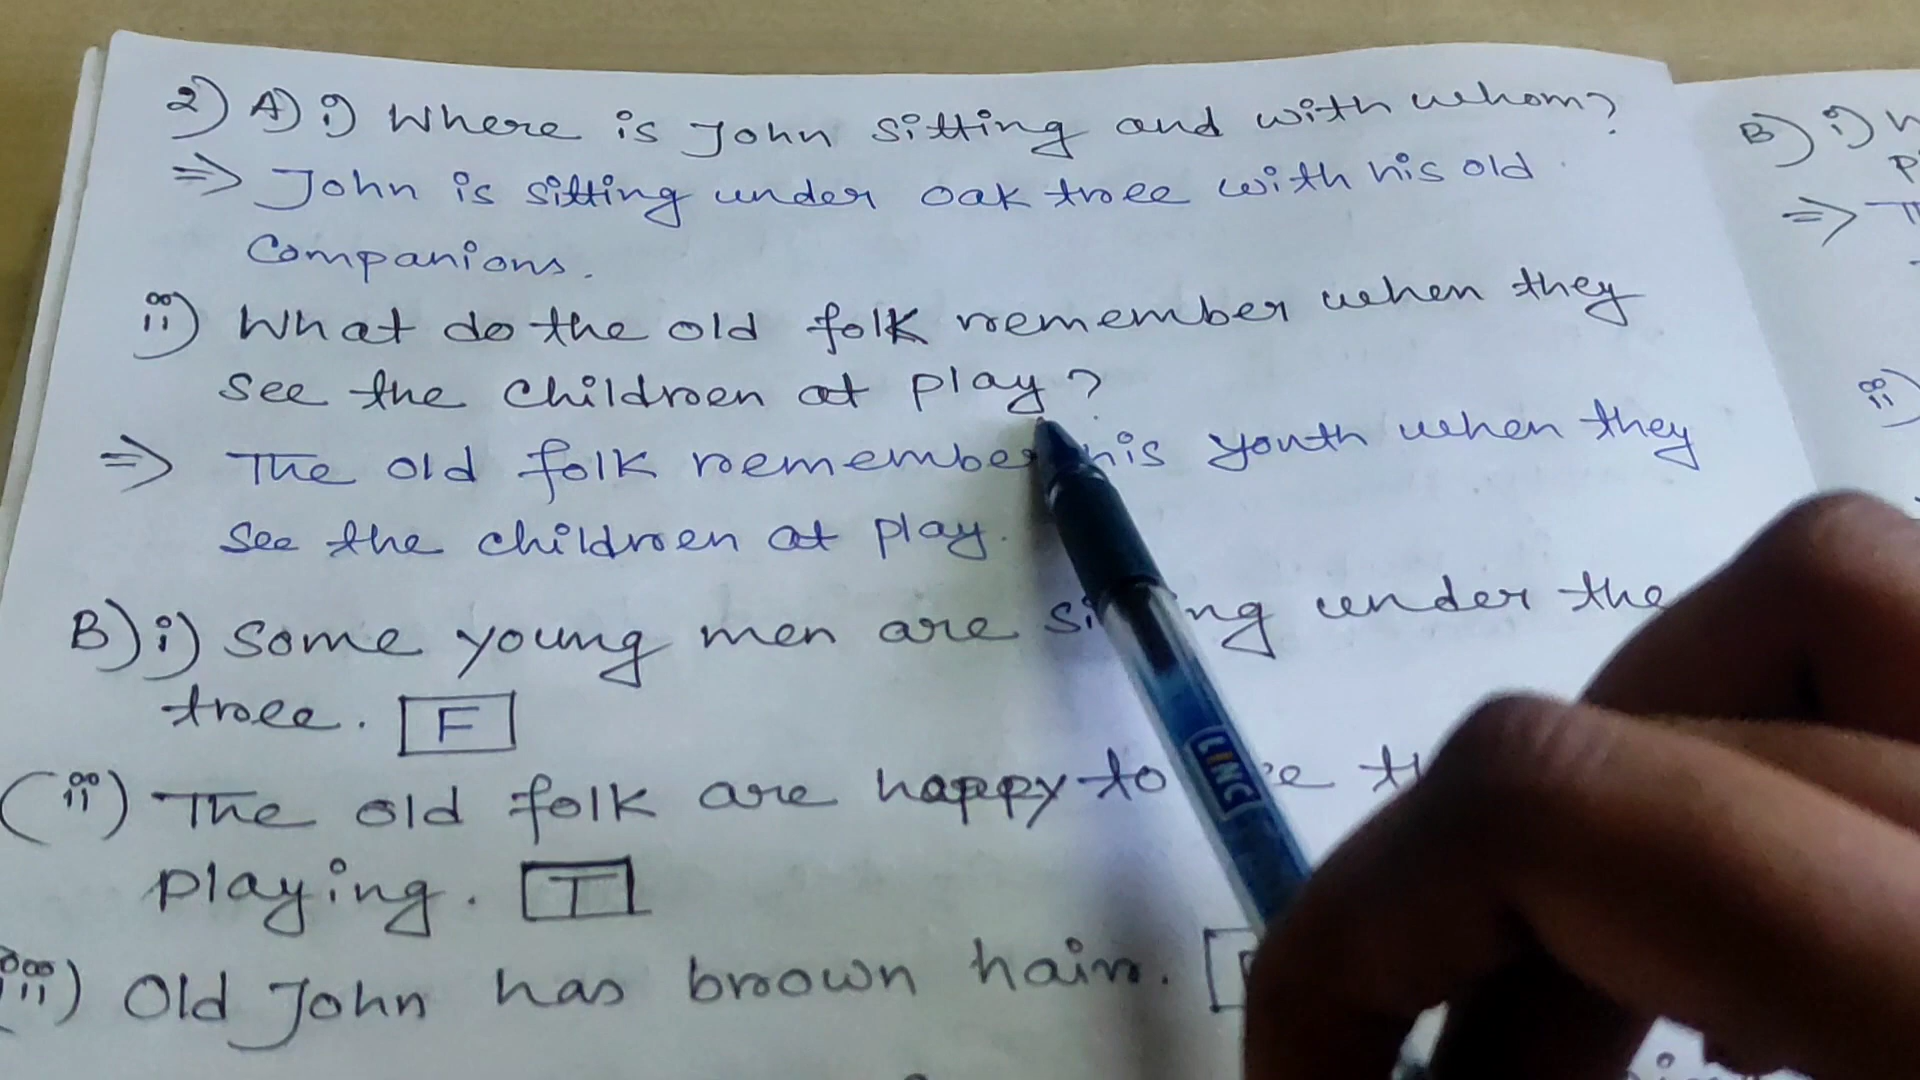 2) A) i) Where is John sitting and with whom?
=> John is sitting under oak tree with his old
Companions.
ii) What do the old folk remember when they
see the children at play?
=> The old folk remember his youth when they
see the children at play.
B) i) Some young men are ng under the
tree. F
(ii) The old folk are happy to
playing. T
(iii) Old John has brown hair.
LINC
B) i)
=>
ii)